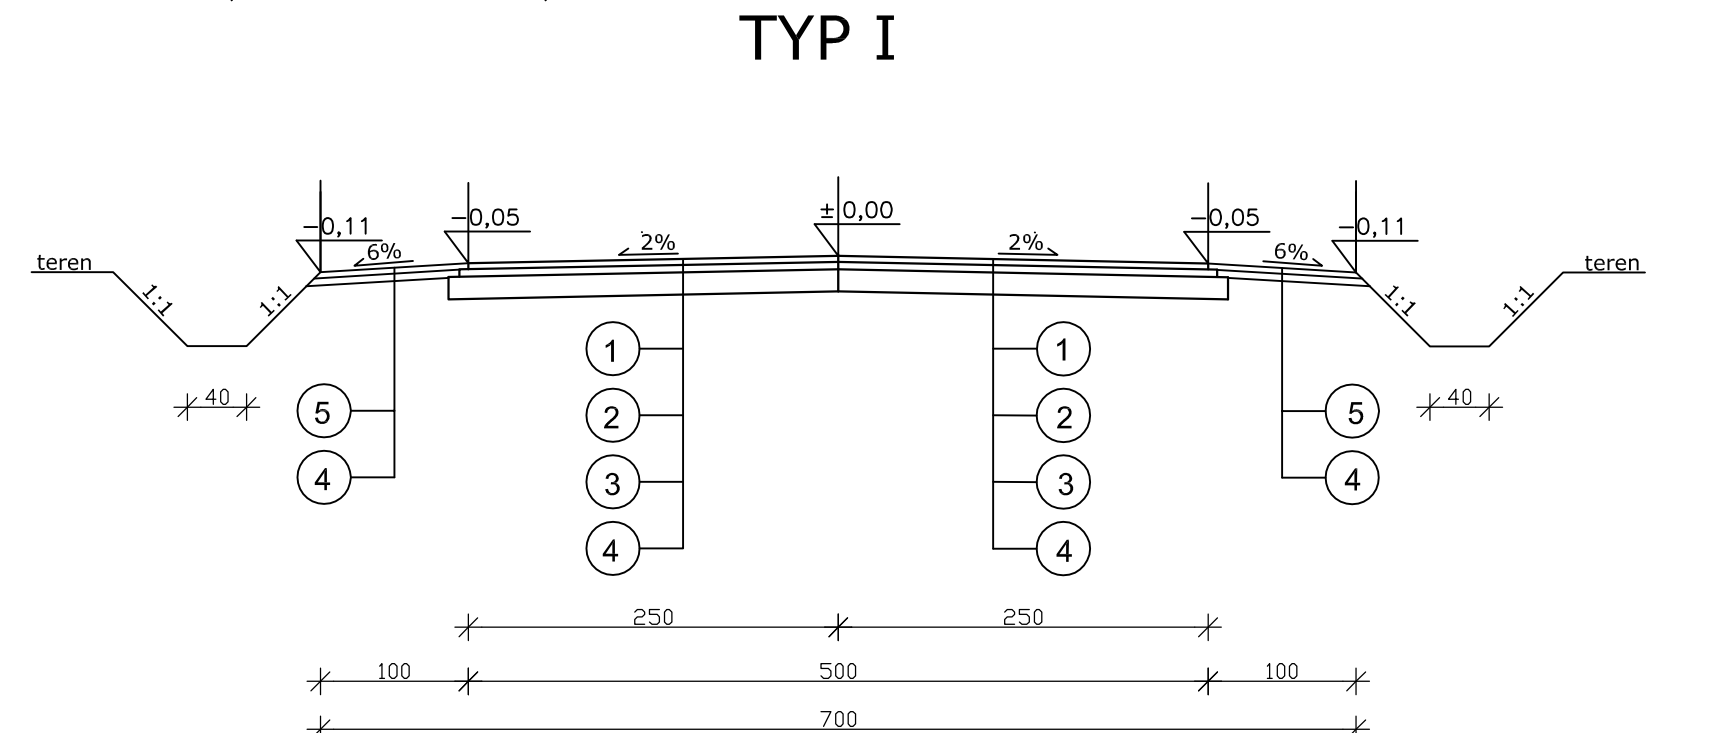 TYP I
-0,11 -0,05 ±0,00 -0,05 -0,11
teren 6% 2% 2% 6% teren
1:1 1:1 1:1 1:1
1 1
40 5 2 2 5 40
4 3 3 4
4 4
250 250
100 500 100
700